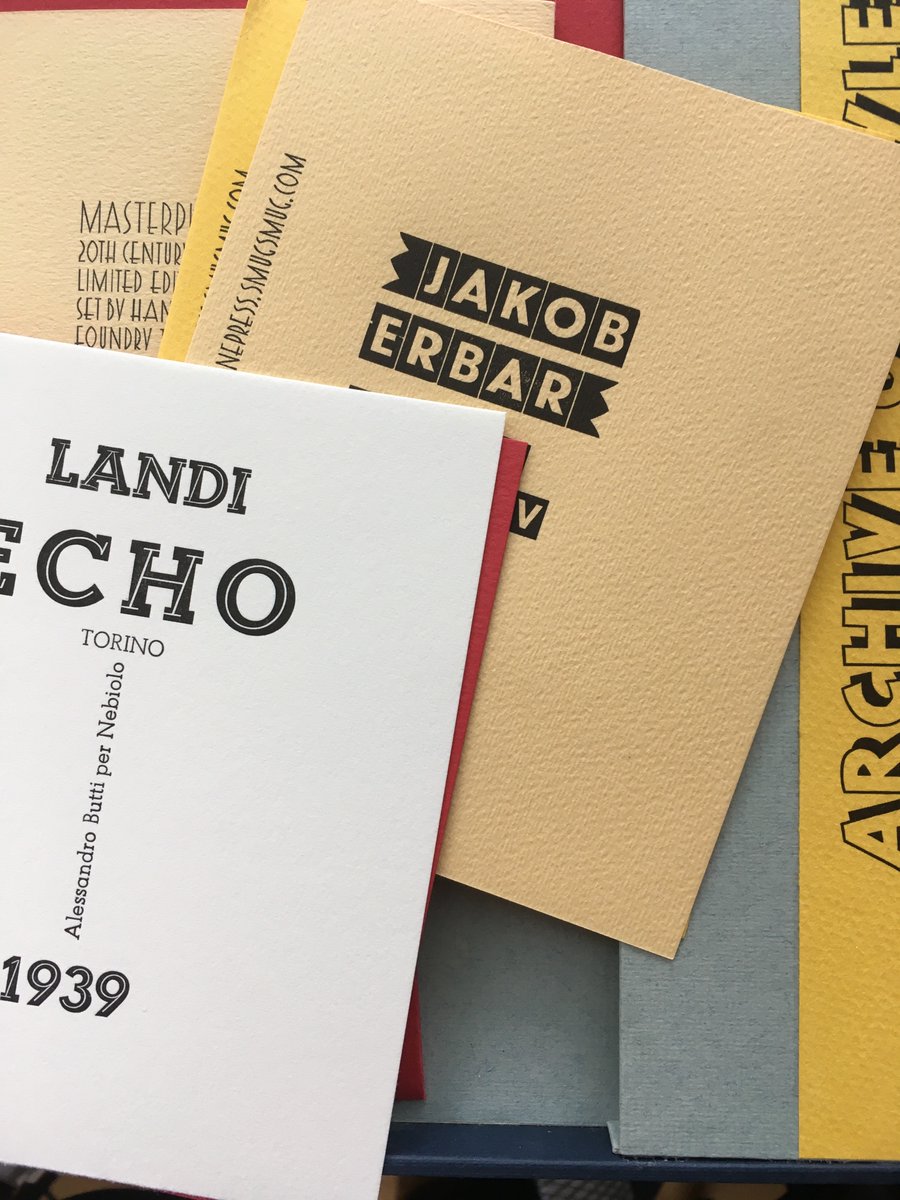 MASTERPI
20TH CENTUR
LIMITED EDI
SET BY HAN
FOUNDRY
NEPRESS.SMUGSMUG.COM
JAKOB
ERBAR
V
LANDI
ECHO
TORINO
Alessandro Butti per Nebiolo
1939
ARCHIVE